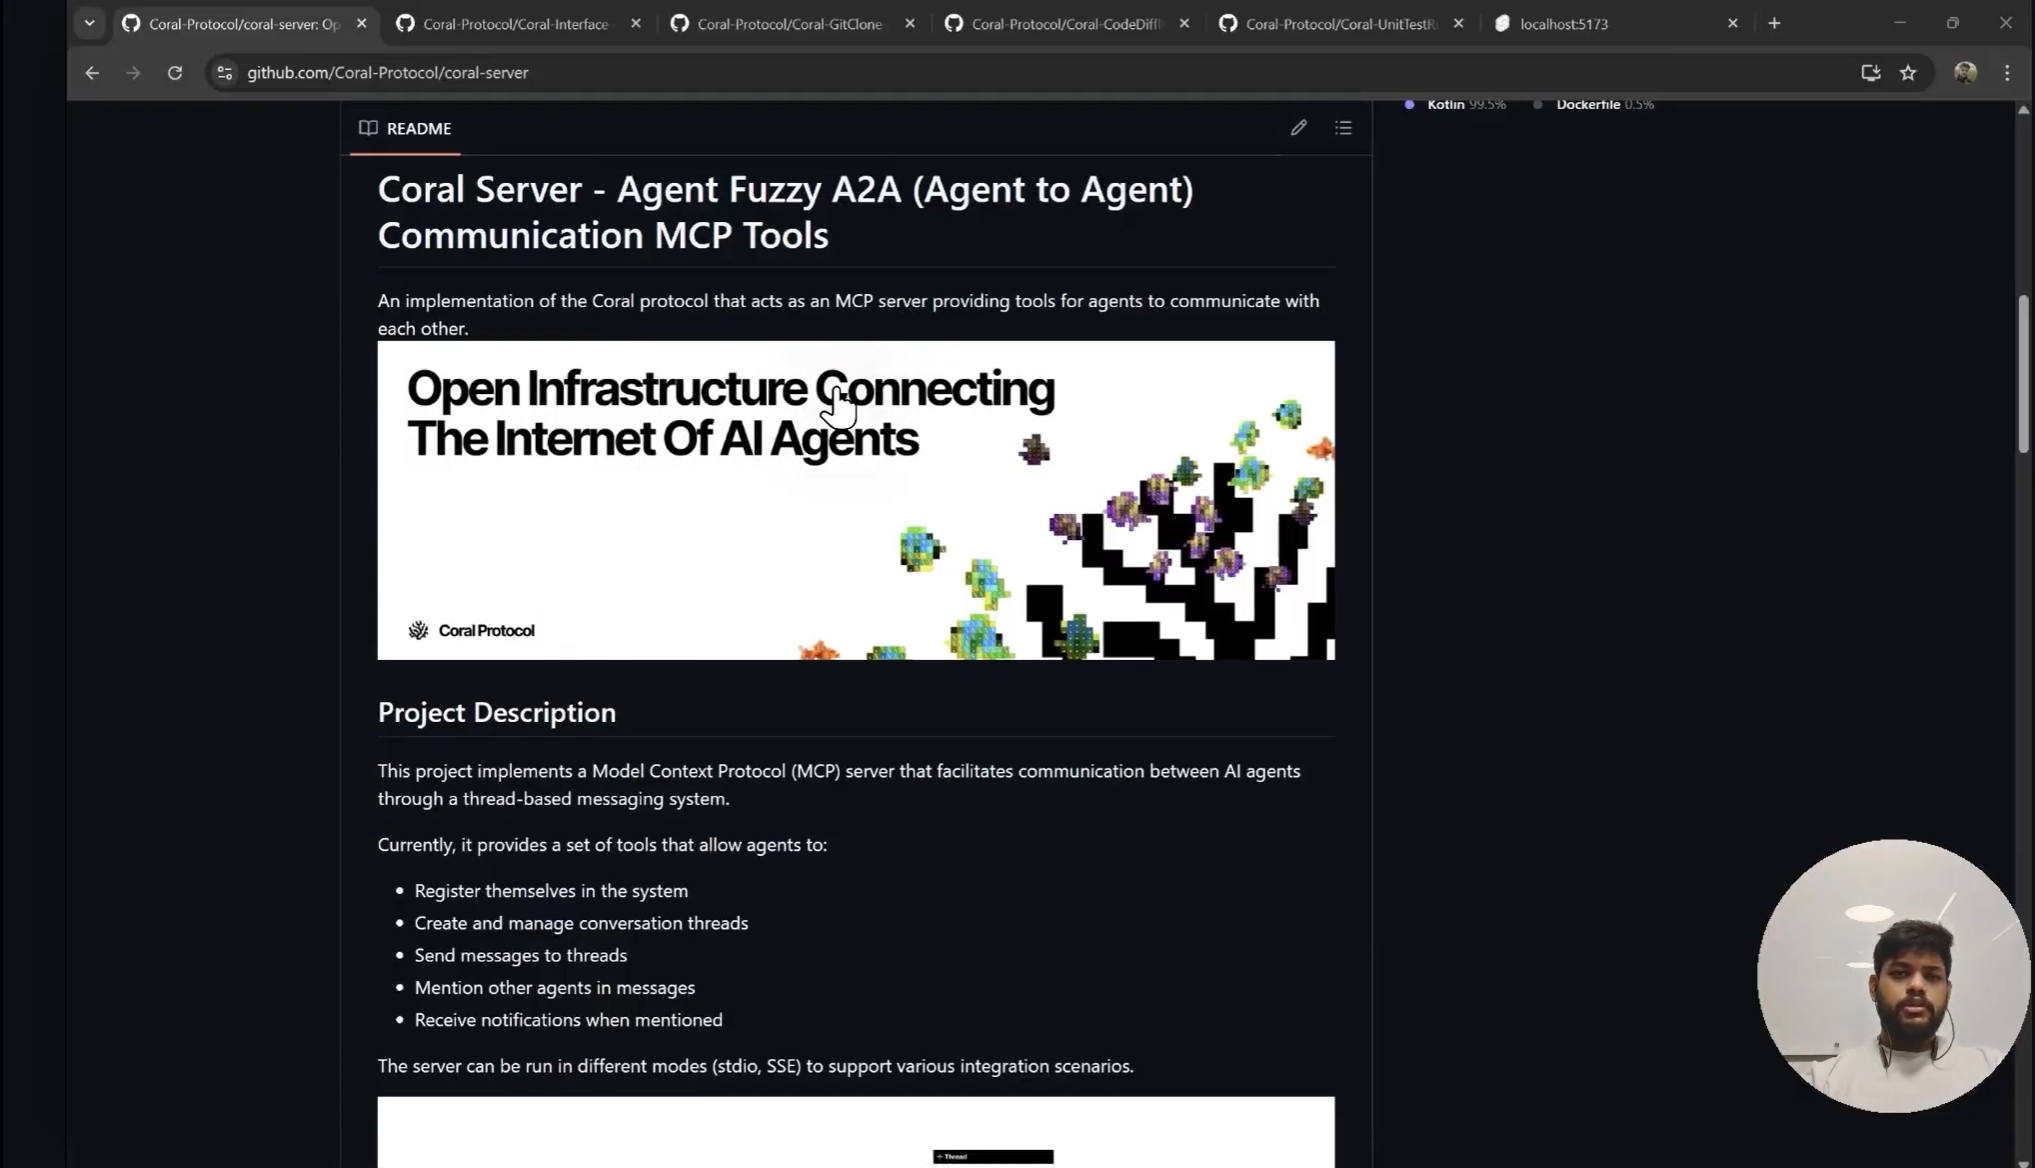 Coral-Protocol/coral-server: Op
Coral-Protocol/Coral-Interface
Coral-Protocol/Coral-GitClone
Coral-Protocol/Coral-CodeDiff
Coral-Protocol/Coral-UnitTestR
localhost:5173
github.com/Coral-Protocol/coral-server
Kotlin 99.5% Dockerfile 0.5%
README
Coral Server - Agent Fuzzy A2A (Agent to Agent)
Communication MCP Tools
An implementation of the Coral protocol that acts as an MCP server providing tools for agents to communicate with
each other.
Open Infrastructure Connecting
The Internet Of AI Agents
Coral Protocol
Project Description
This project implements a Model Context Protocol (MCP) server that facilitates communication between AI agents
through a thread-based messaging system.
Currently, it provides a set of tools that allow agents to:
• Register themselves in the system
• Create and manage conversation threads
• Send messages to threads
• Mention other agents in messages
• Receive notifications when mentioned
The server can be run in different modes (stdio, SSE) to support various integration scenarios.
+ Thread